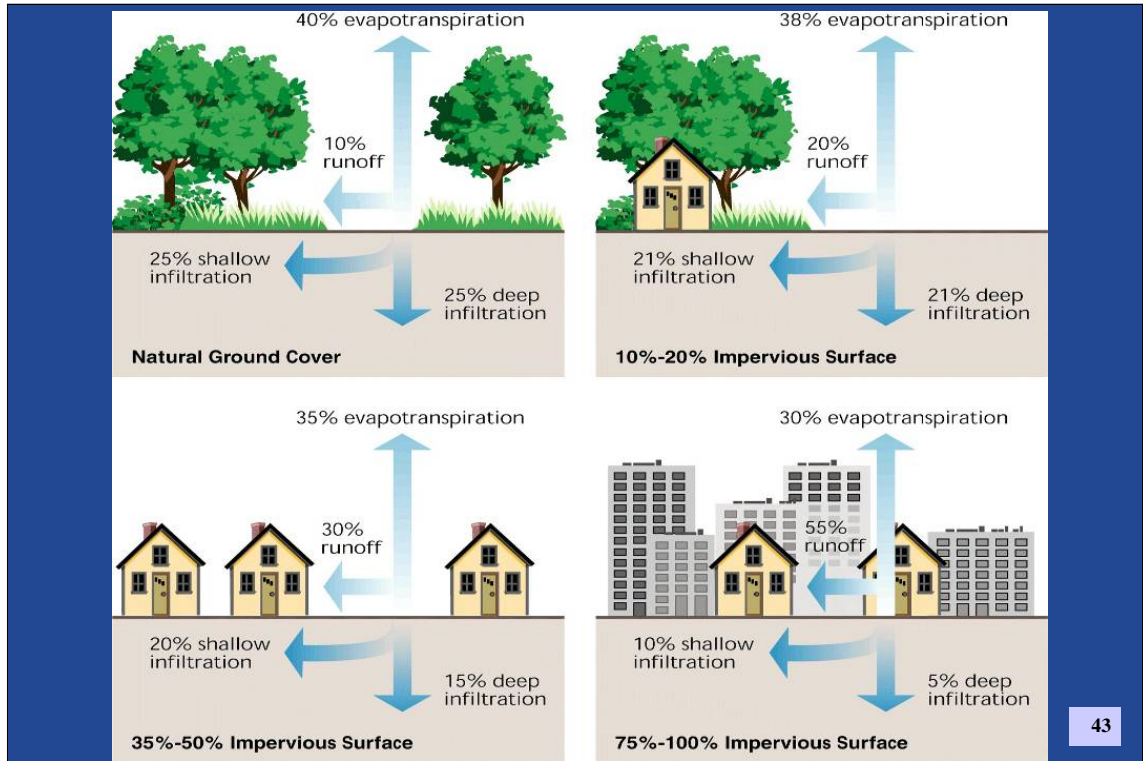 40% evapotranspiration
10%
runoff
25% shallow
infiltration
25% deep
infiltration
Natural Ground Cover
38% evapotranspiration
20%
runoff
21% shallow
infiltration
21% deep
infiltration
10%-20% Impervious Surface
35% evapotranspiration
30%
runoff
20% shallow
infiltration
15% deep
infiltration
35%-50% Impervious Surface
30% evapotranspiration
55%
runoff
10% shallow
infiltration
5% deep
infiltration
75%-100% Impervious Surface
43